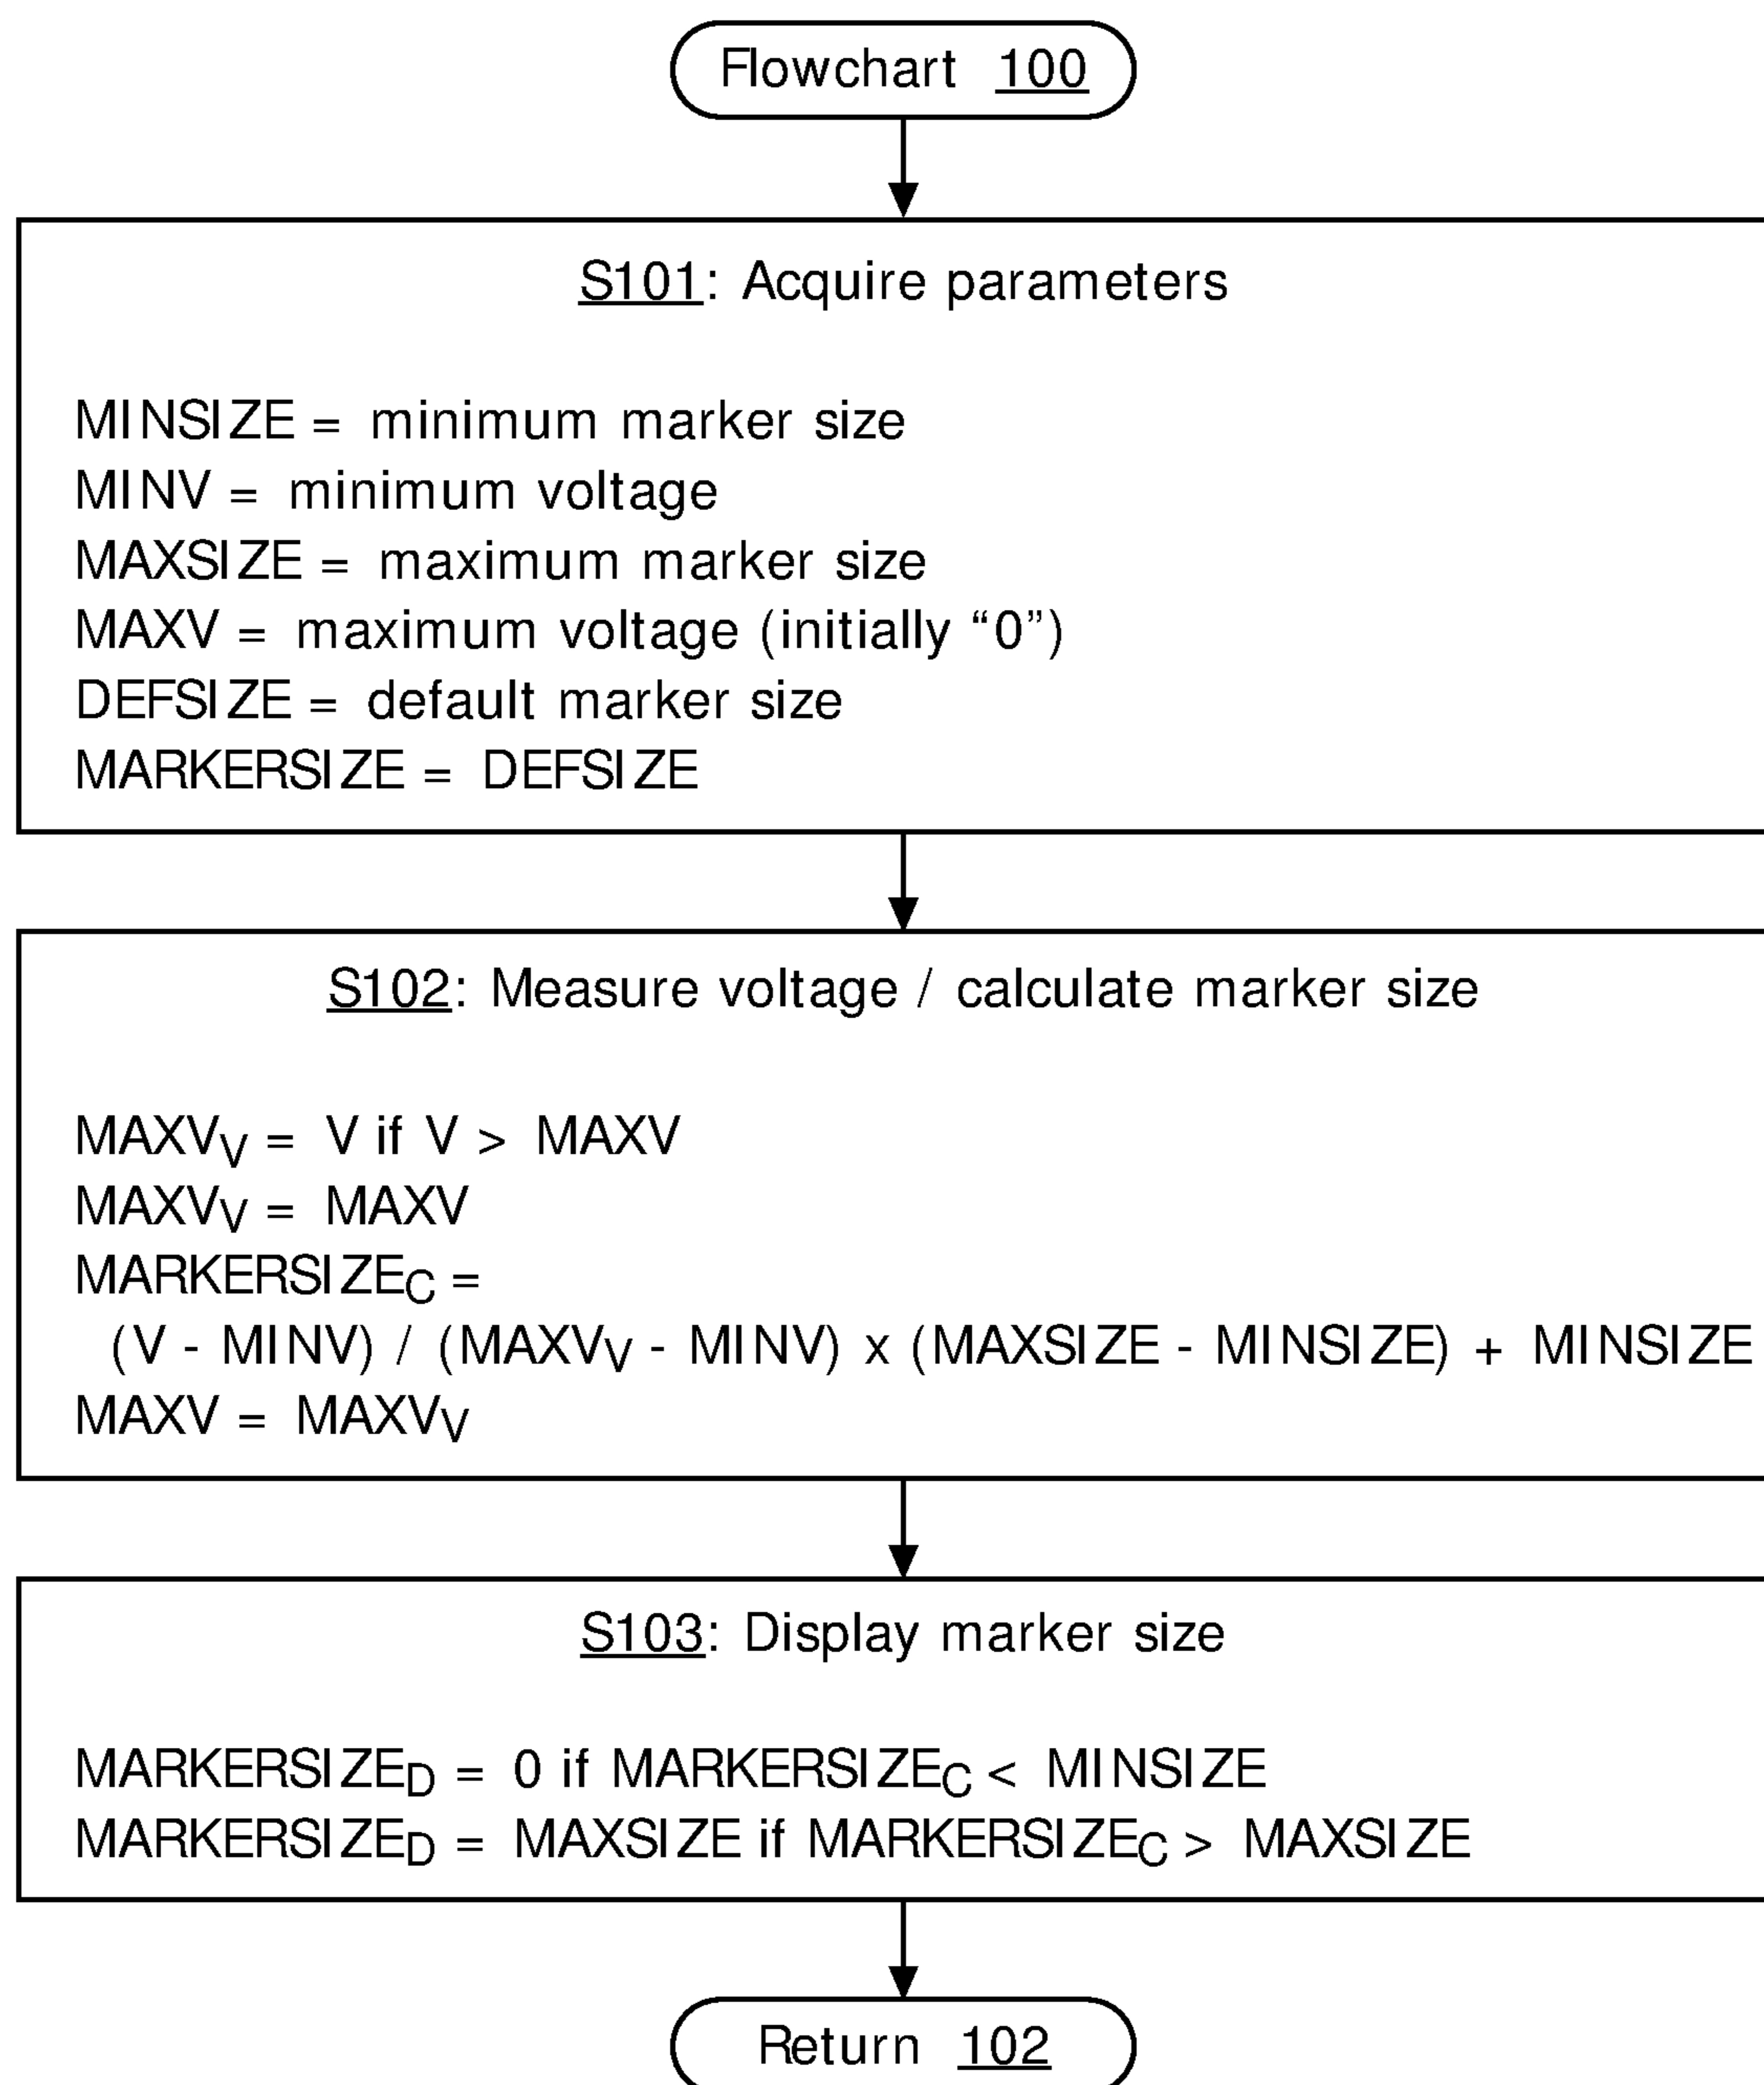 Flowchart 100
S101: Acquire parameters
MINSIZE = minimum marker size
MINV = minimum voltage
MAXSIZE = maximum marker size
MAXV = maximum voltage (initially “0”)
DEFSIZE = default marker size
MARKERSIZE = DEFSIZE
S102: Measure voltage / calculate marker size
MAXVV = V if V > MAXV
MAXVV = MAXV
MARKERSIZEC =
(V - MINV) / (MAXVV - MINV) x (MAXSIZE - MINSIZE) + MINSIZE
MAXV = MAXVV
S103: Display marker size
MARKERSIZED = 0 if MARKERSIZEC < MINSIZE
MARKERSIZED = MAXSIZE if MARKERSIZEC > MAXSIZE
Return 102